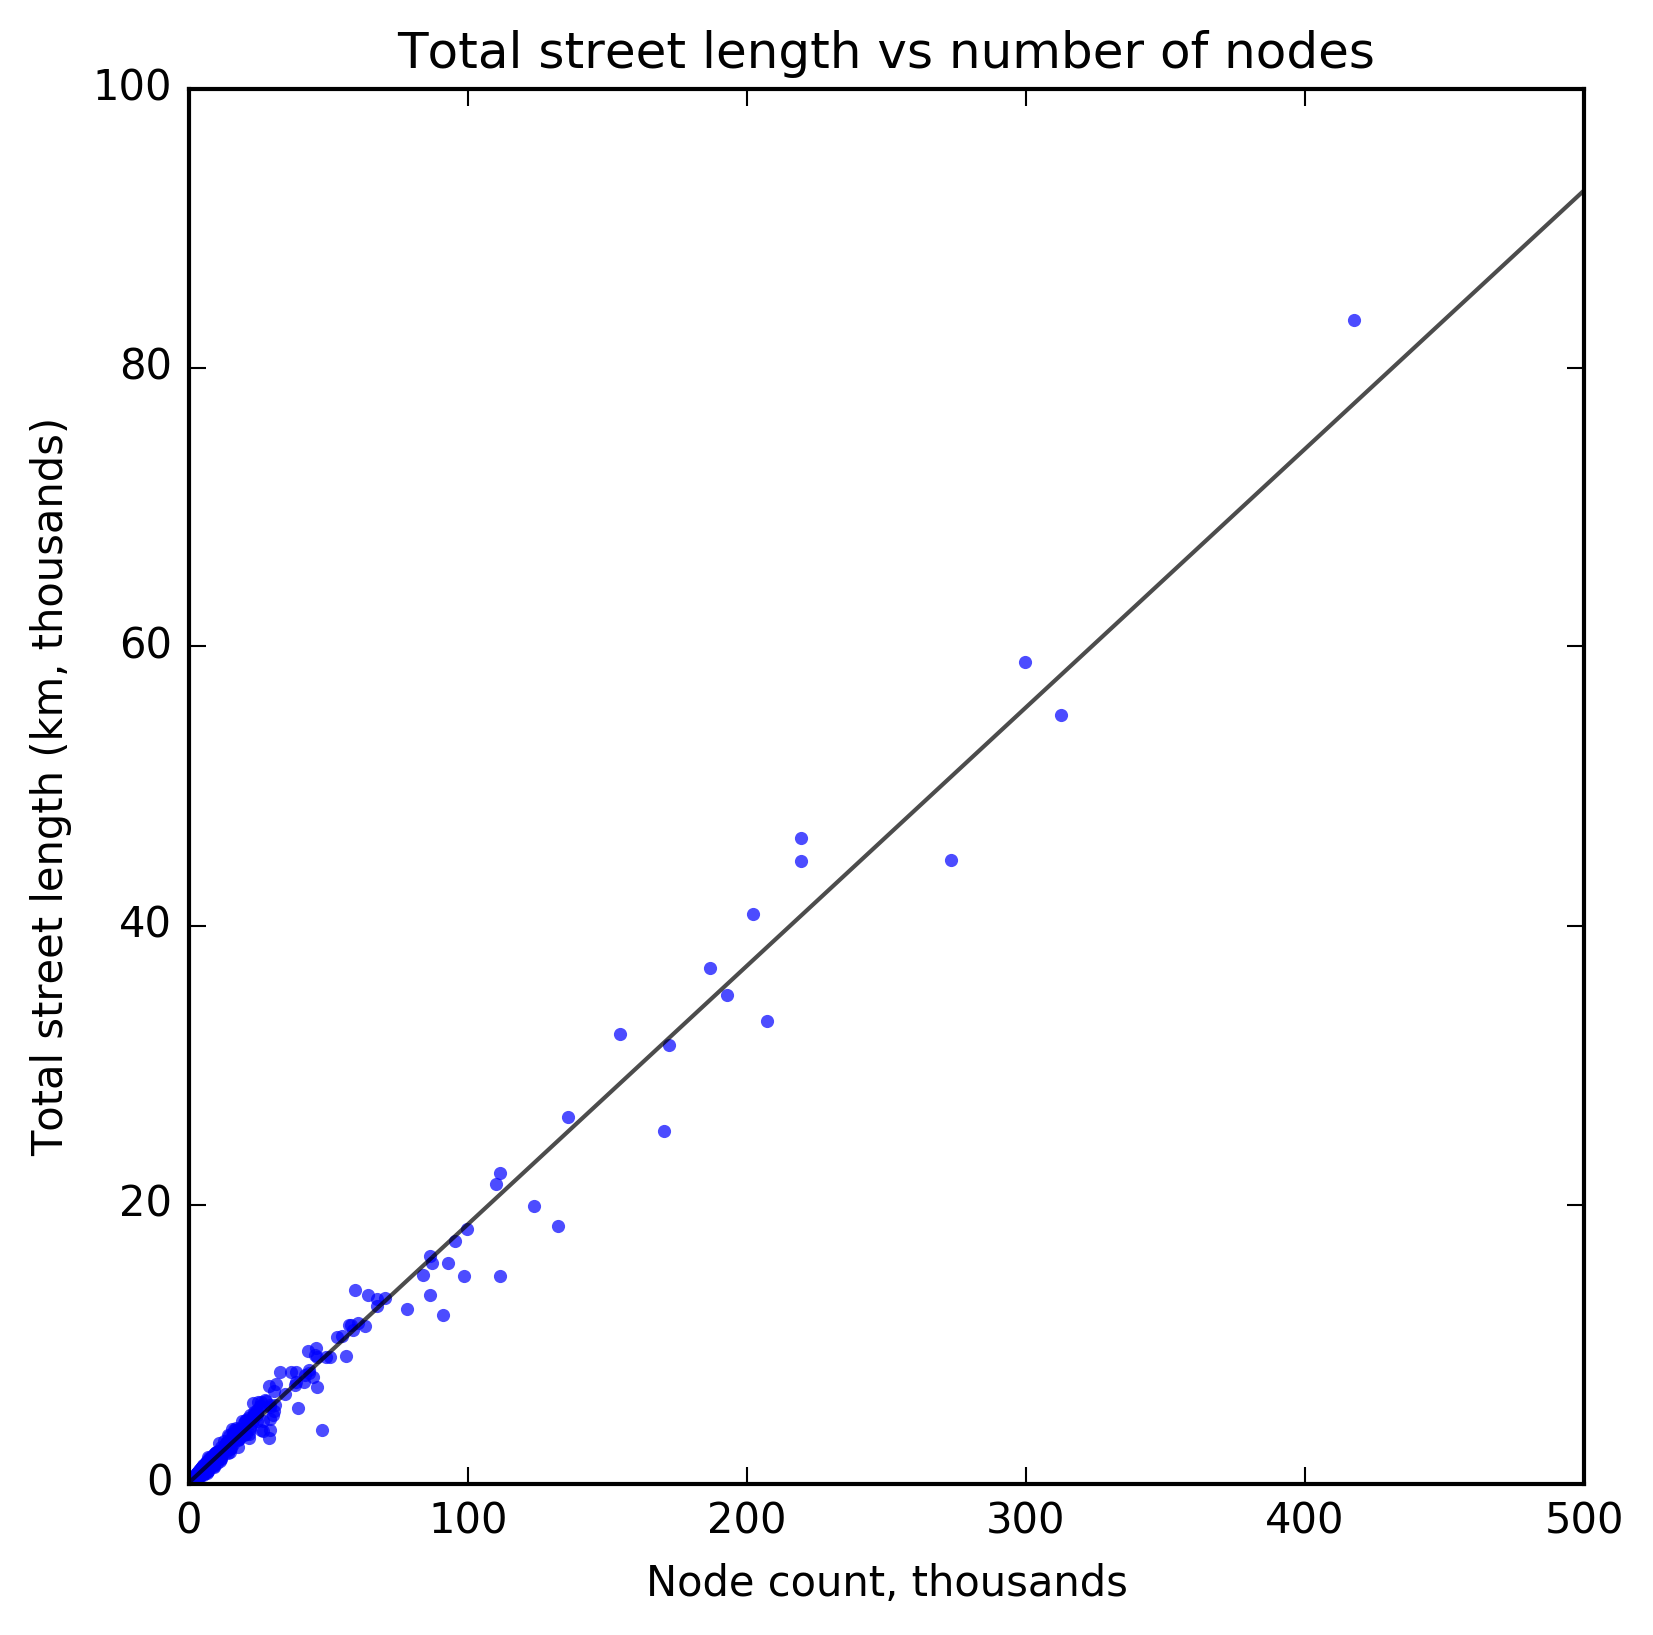 Total street length vs number of nodes
100
80
60
40
20
0
Total street length (km, thousands)
0 100 200 300 400 500
Node count, thousands